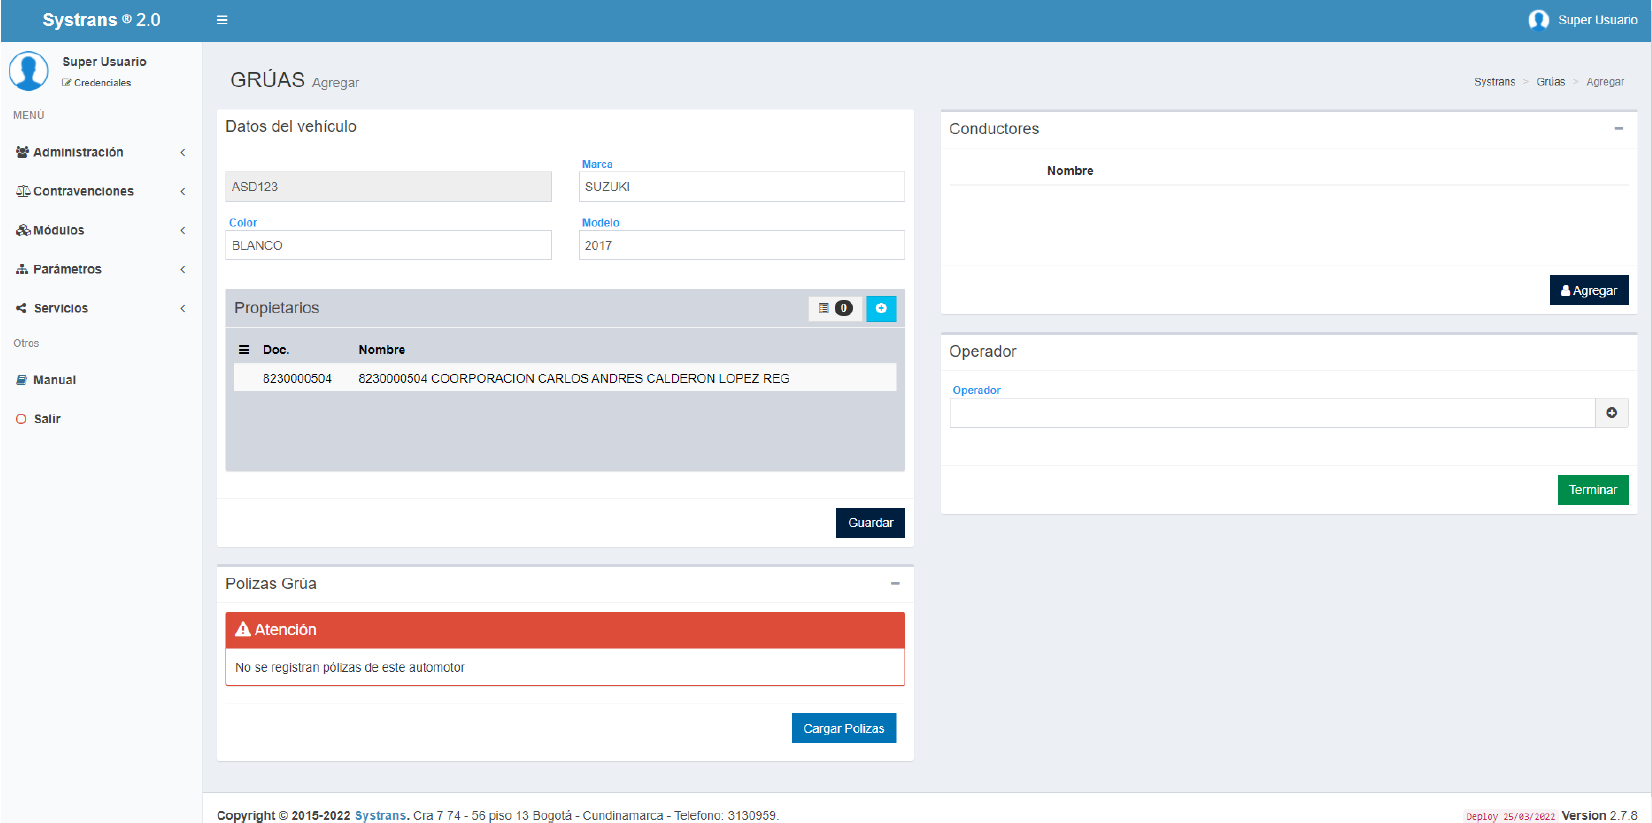 Systrans ® 2.0
Super Usuario
Super Usuario
Credenciales
MENÚ
Administración
Contravenciones
Módulos
Parámetros
Servicios
Otros
Manual
Salir
GRÚAS Agregar
Systrans > Grúas > Agregar
Datos del vehículo
Marca
ASD123
SUZUKI
Color
Modelo
BLANCO
2017
Propietarios
0
Doc. Nombre
8230000504 8230000504 COORPORACION CARLOS ANDRES CALDERON LOPEZ REG
Guardar
Polizas Grúa
Atención
No se registran pólizas de este automotor
Cargar Polizas
Conductores
Nombre
Agregar
Operador
Operador
Terminar
Copyright © 2015-2022 Systrans. Cra 7 74 - 56 piso 13 Bogotá - Cundinamarca - Telefono: 3130959.
Deploy 25/03/2022 Version 2.7.8